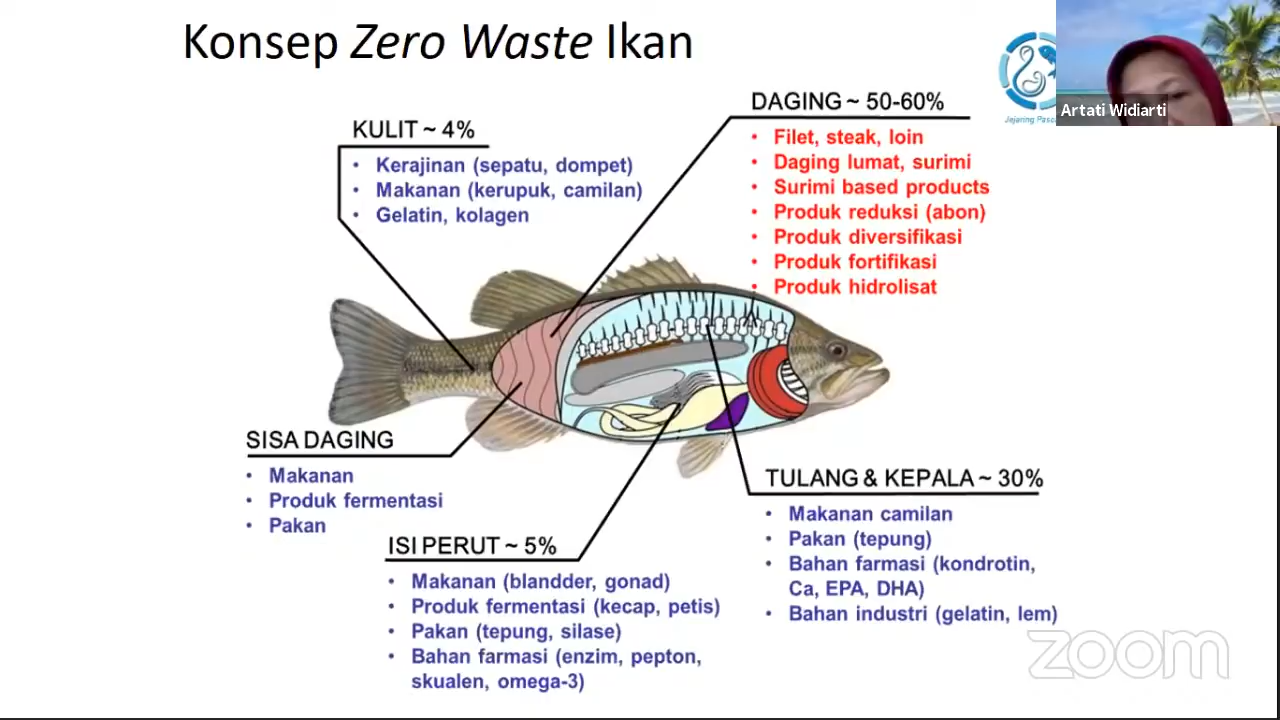 Konsep Zero Waste Ikan
Jejaring
Artati Widiarti
KULIT ~ 4%
• Kerajinan (sepatu, dompet)
• Makanan (kerupuk, camilan)
• Gelatin, kolagen
DAGING ~ 50-60%
• Filet, steak, loin
• Daging lumat, surimi
• Surimi based products
• Produk reduksi (abon)
• Produk diversifikasi
• Produk fortifikasi
• Produk hidrolisat
SISA DAGING
• Makanan
• Produk fermentasi
• Pakan
ISI PERUT ~ 5%
• Makanan (blandder, gonad)
• Produk fermentasi (kecap, petis)
• Pakan (tepung, silase)
• Bahan farmasi (enzim, pepton,
skualen, omega-3)
TULANG & KEPALA ~ 30%
• Makanan camilan
• Pakan (tepung)
• Bahan farmasi (kondrotin,
Ca, EPA, DHA)
• Bahan industri (gelatin, lem)
zoom